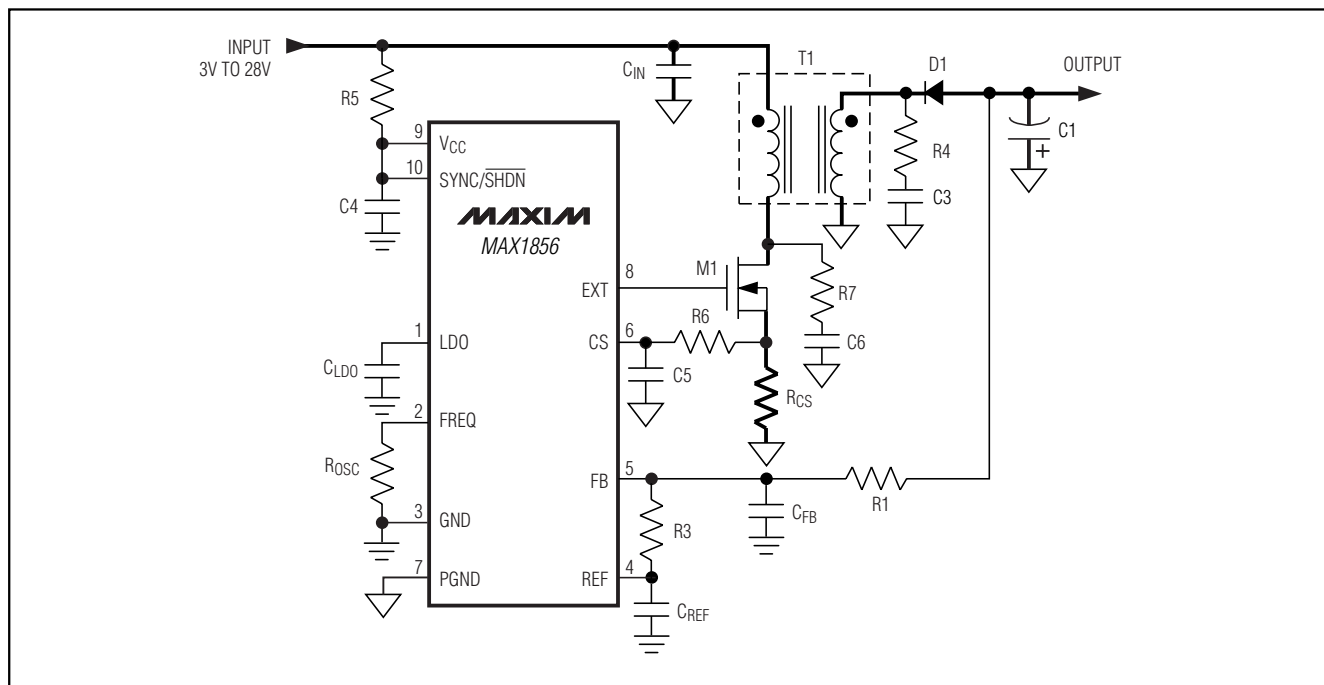 INPUT
3V TO 28V
R5
CIN
T1
D1
OUTPUT
C1
+
R4
C3
9
VCC
10
SYNC/SHDN
C4
MAXIM
MAX1856
8
EXT
M1
R7
C6
R6
6
CS
C5
RCS
1
LDO
CLDO
2
FREQ
ROSC
5
FB
R1
CFB
R3
3
GND
7
PGND
4
REF
CREF